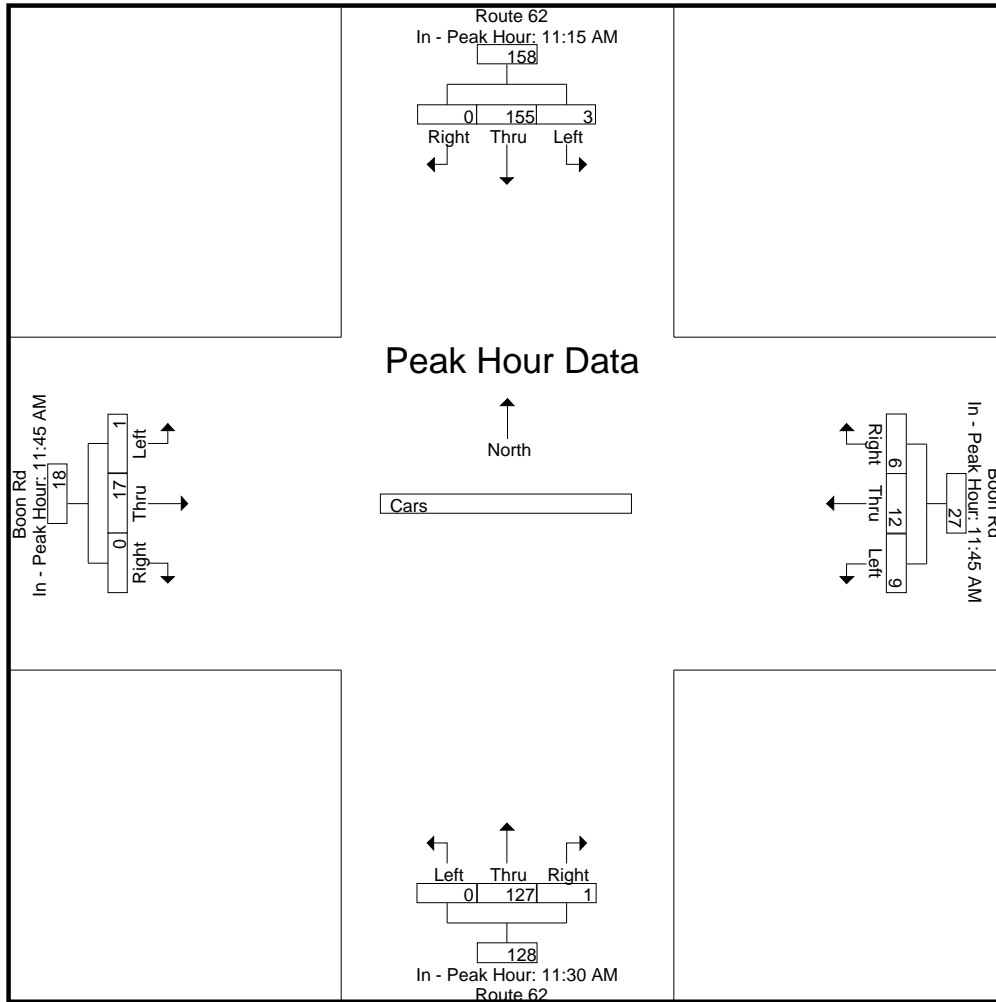 Route 62
In - Peak Hour: 11:15 AM
158
0 155 3
Right Thru Left
Peak Hour Data
North
Cars
Boon Rd
In - Peak Hour: 11:45 AM
18
1 17 0
Left Thru Right
Right Thru Left
6 12 9
27
In - Peak Hour: 11:45 AM
Boon Rd
Left Thru Right
0 127 1
128
In - Peak Hour: 11:30 AM
Route 62